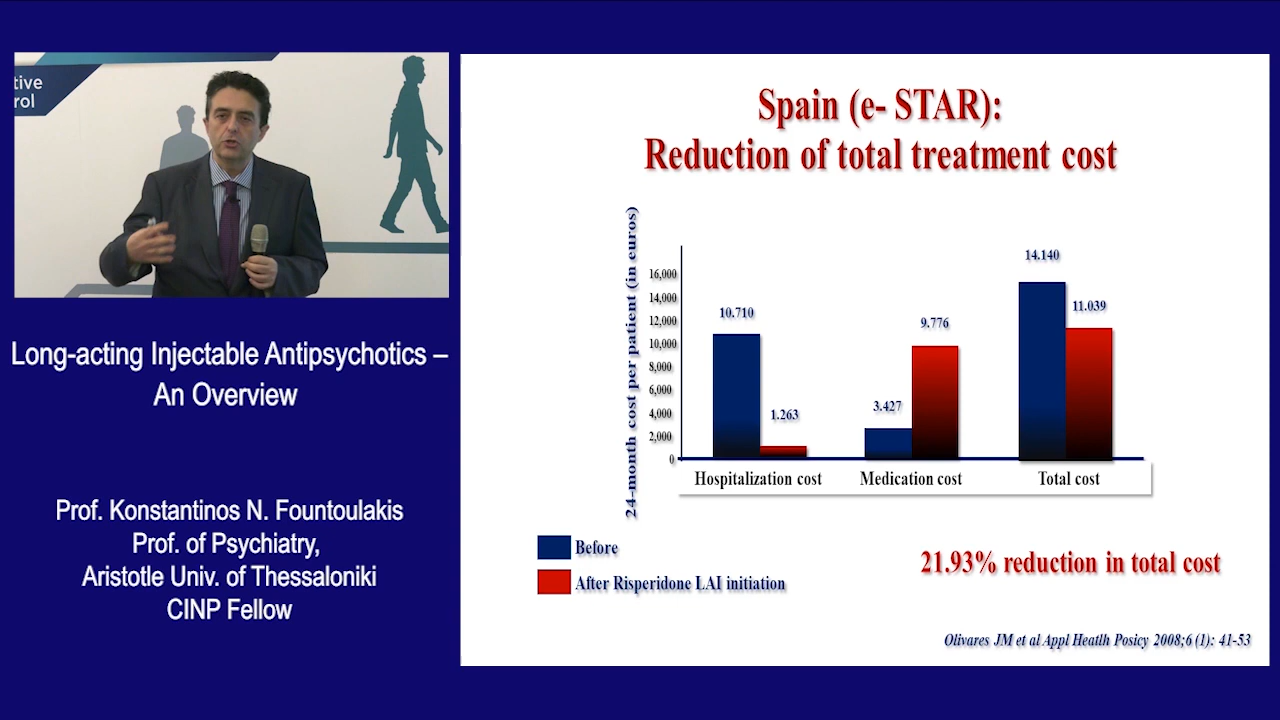 tive
rol
Long-acting Injectable Antipsychotics –
An Overview
Prof. Konstantinos N. Fountoulakis
Prof. of Psychiatry,
Aristotle Univ. of Thessaloniki
CINP Fellow
Spain (e- STAR):
Reduction of total treatment cost
24-month cost per patient (in euros)
16,000
14,000
12,000
10,000
8,000
6,000
4,000
2,000
0
10.710
1.263
3.427
9.776
14.140
11.039
Hospitalization cost
Medication cost
Total cost
Before
After Risperidone LAI initiation
21.93% reduction in total cost
Olivares JM et al Appl Heatlh Posicy 2008;6 (1): 41-53